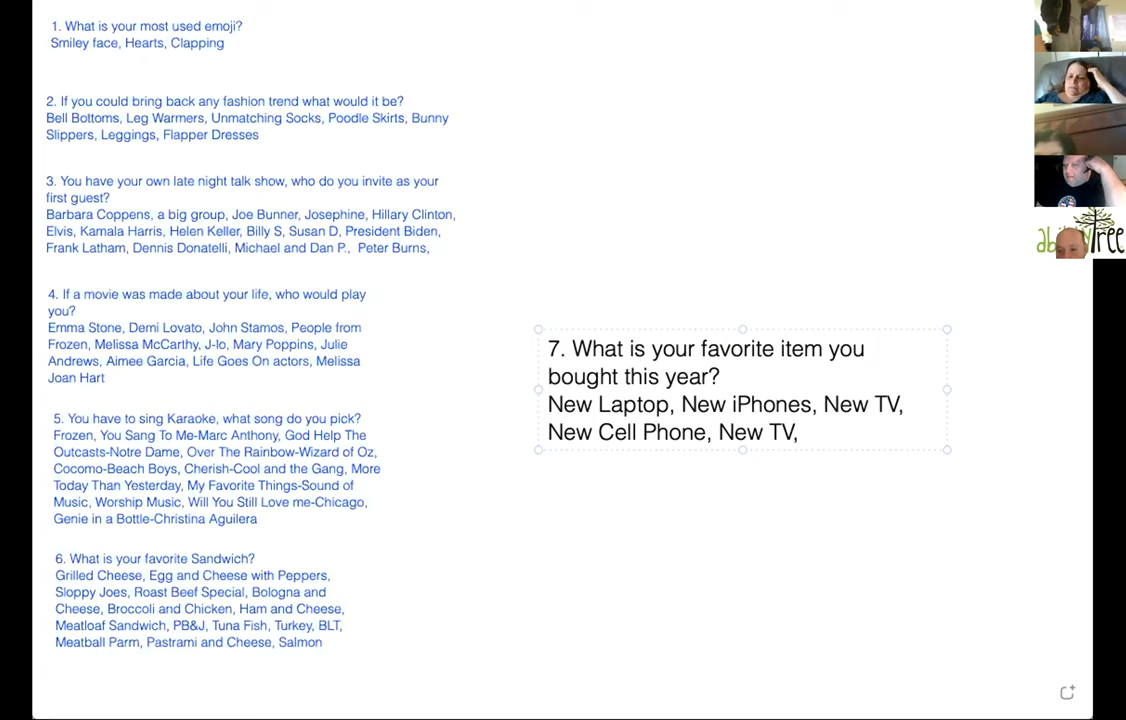 1. What is your most used emoji?
Smiley face, Hearts, Clapping
2. If you could bring back any fashion trend what would it be?
Bell Bottoms, Leg Warmers, Unmatching Socks, Poodle Skirts, Bunny
Slippers, Leggings, Flapper Dresses
3. You have your own late night talk show, who do you invite as your
first guest?
Barbara Coppens, a big group, Joe Bunner, Josephine, Hillary Clinton,
Elvis, Kamala Harris, Helen Keller, Billy S, Susan D, President Biden,
Frank Latham, Dennis Donatelli, Michael and Dan P., Peter Burns,
4. If a movie was made about your life, who would play
you?
Emma Stone, Demi Lovato, John Stamos, People from
Frozen, Melissa McCarthy, J-lo, Mary Poppins, Julie
Andrews, Aimee Garcia, Life Goes On actors, Melissa
Joan Hart
5. You have to sing Karaoke, what song do you pick?
Frozen, You Sang To Me-Marc Anthony, God Help The
Outcasts-Notre Dame, Over The Rainbow-Wizard of Oz,
Cocomo-Beach Boys, Cherish-Cool and the Gang, More
Today Than Yesterday, My Favorite Things-Sound of
Music, Worship Music, Will You Still Love me-Chicago,
Genie in a Bottle-Christina Aguilera
6. What is your favorite Sandwich?
Grilled Cheese, Egg and Cheese with Peppers,
Sloppy Joes, Roast Beef Special, Bologna and
Cheese, Broccoli and Chicken, Ham and Cheese,
Meatloaf Sandwich, PB&J, Tuna Fish, Turkey, BLT,
Meatball Parm, Pastrami and Cheese, Salmon
7. What is your favorite item you
bought this year?
New Laptop, New iPhones, New TV,
New Cell Phone, New TV,